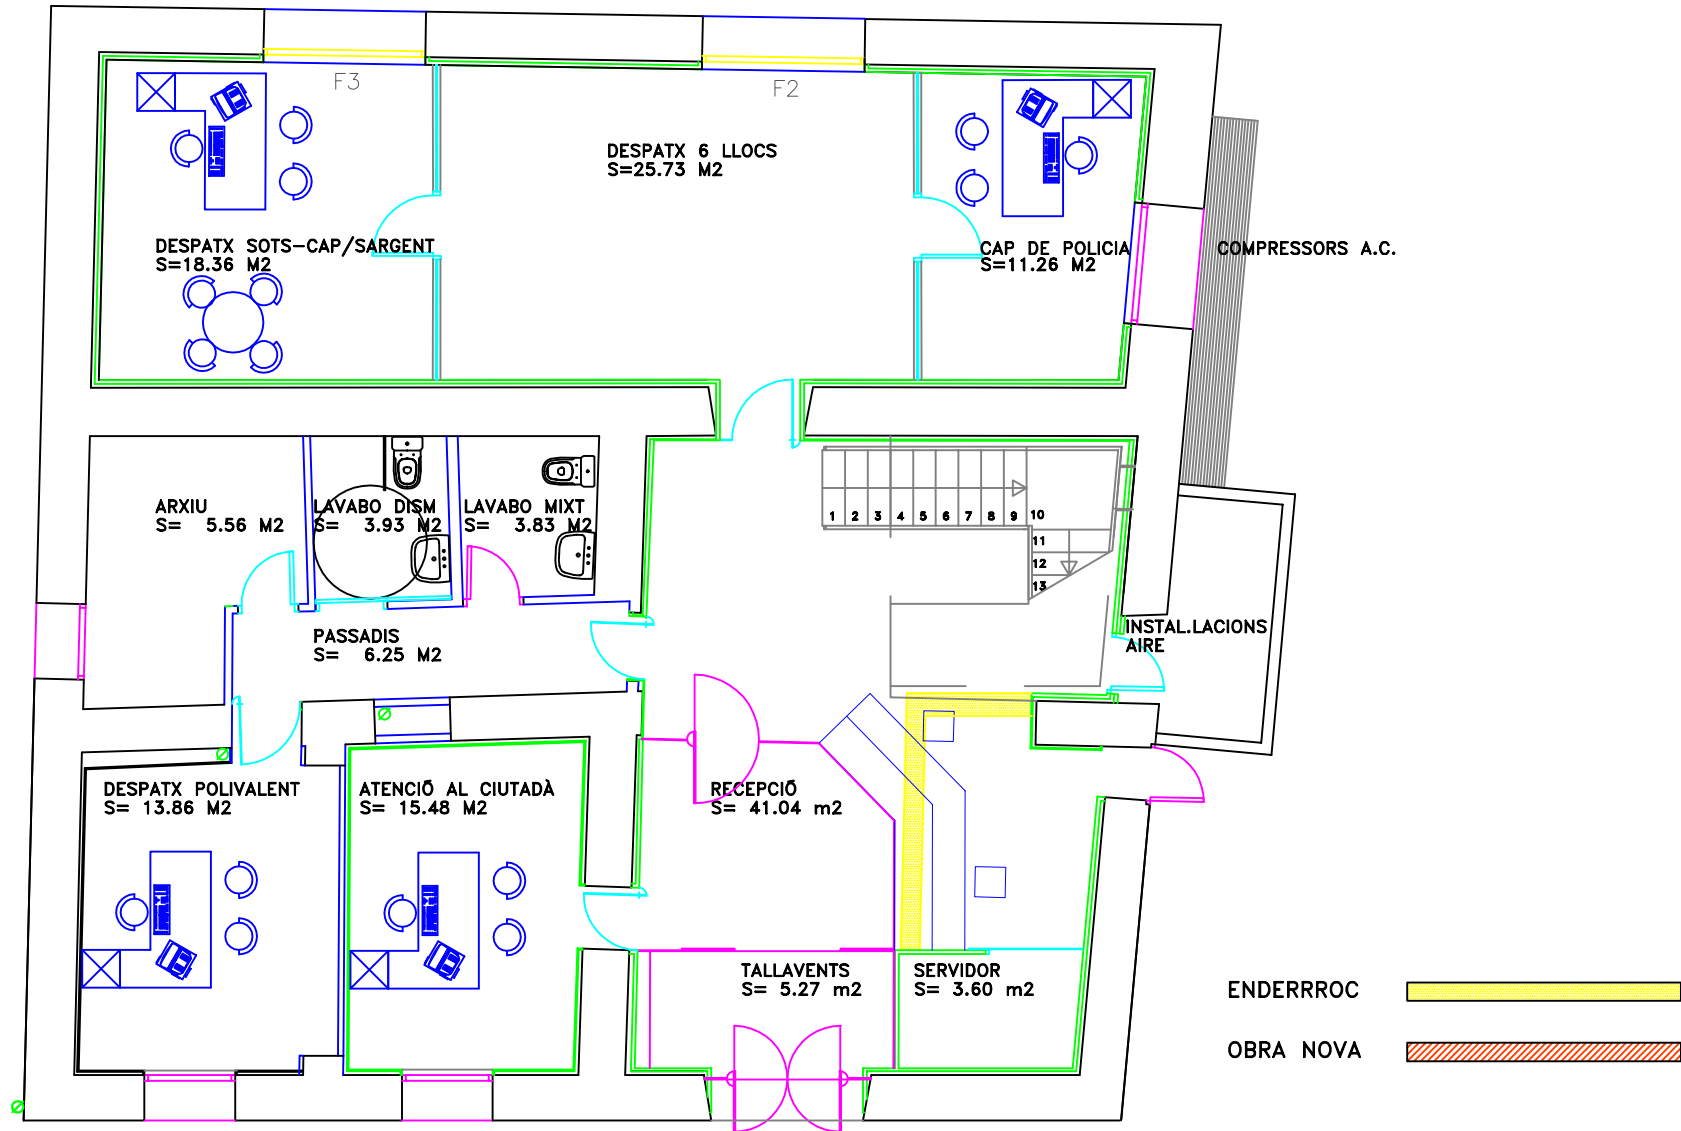 F3
F2
DESPATX 6 LLOCS
S=25.73 M2
DESPATX SOTS-CAP/SARGENT
S=18.36 M2
CAP DE POLICIA
S=11.26 M2
COMPRESSORS A.C.
ARXIU
S= 5.56 M2
LAVABO DISM
S= 3.93 M2
LAVABO MIXT
S= 3.83 M2
1 2 3 4 5 6 7 8 9 10
11
12
13
PASSADIS
S= 6.25 M2
INSTAL.LACIONS
AIRE
DESPATX POLIVALENT
S= 13.86 M2
ATENCIÓ AL CIUTADÀ
S= 15.48 M2
RECEPCIÓ
S= 41.04 m2
TALLAVENTS
S= 5.27 m2
SERVIDOR
S= 3.60 m2
ENDERRROC
OBRA NOVA